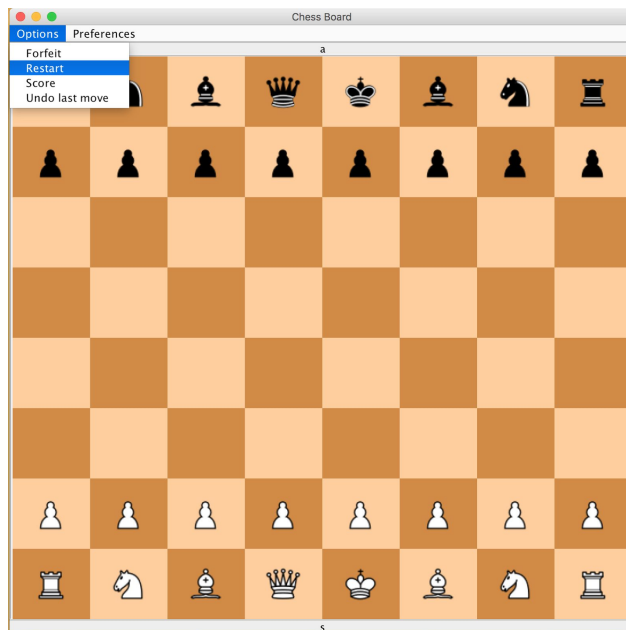 Chess Board
Options Preferences
a
Forfeit
Restart
Score
Undo last move
s